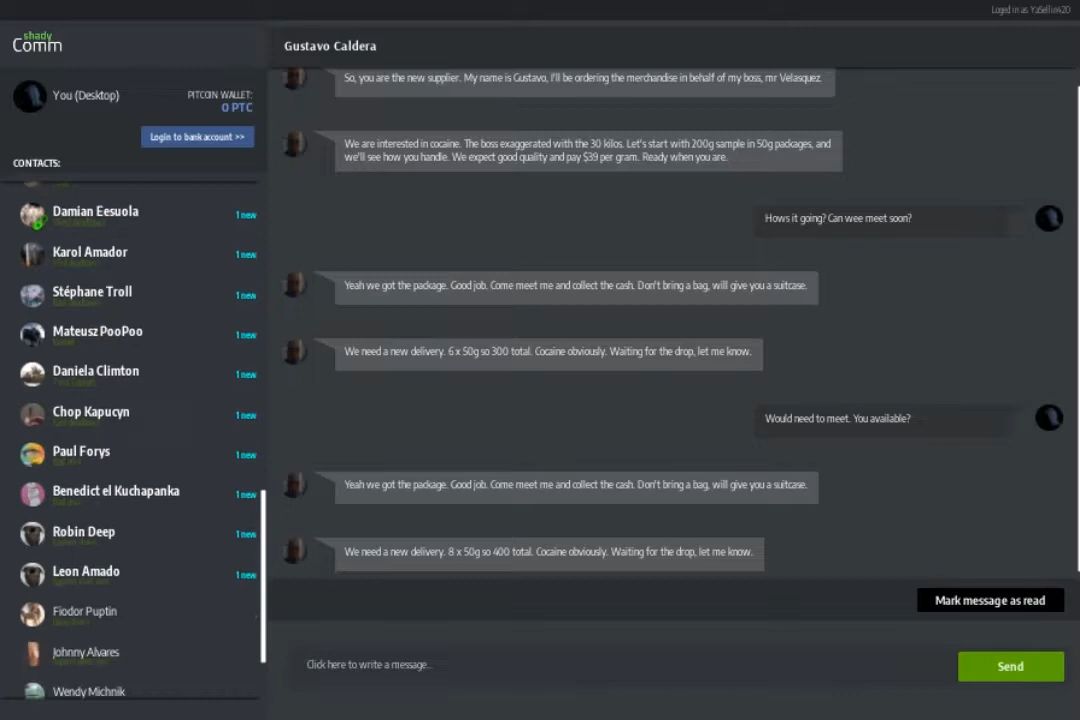 Loged in as YaSellin420
shady
Comm
Gustavo Caldera
You (Desktop)
PITCOIN WALLET:
0 PTC
Login to bank account >>
CONTACTS:
Damian Eesuola
1 new
Karol Amador
1 new
Stéphane Troll
1 new
Mateusz PooPoo
1 new
Daniela Climton
1 new
Chop Kapucyn
1 new
Paul Forys
1 new
Benedict el Kuchapanka
1 new
Robin Deep
1 new
Leon Amado
1 new
Fiodor Puptin
Johnny Alvares
Wendy Michnik
So, you are the new supplier. My name is Gustavo, I'll be ordering the merchandise in behalf of my boss, mr Velasquez.
We are interested in cocaine. The boss exaggerated with the 30 kilos. Let's start with 200g sample in 50g packages, and
we'll see how you handle. We expect good quality and pay $39 per gram. Ready when you are.
Hows it going? Can wee meet soon?
Yeah we got the package. Good job. Come meet me and collect the cash. Don't bring a bag, will give you a suitcase.
We need a new delivery. 6 x 50g so 300 total. Cocaine obviously. Waiting for the drop, let me know.
Would need to meet. You available?
Yeah we got the package. Good job. Come meet me and collect the cash. Don't bring a bag, will give you a suitcase.
We need a new delivery. 8 x 50g so 400 total. Cocaine obviously. Waiting for the drop, let me know.
Mark message as read
Click here to write a message...
Send